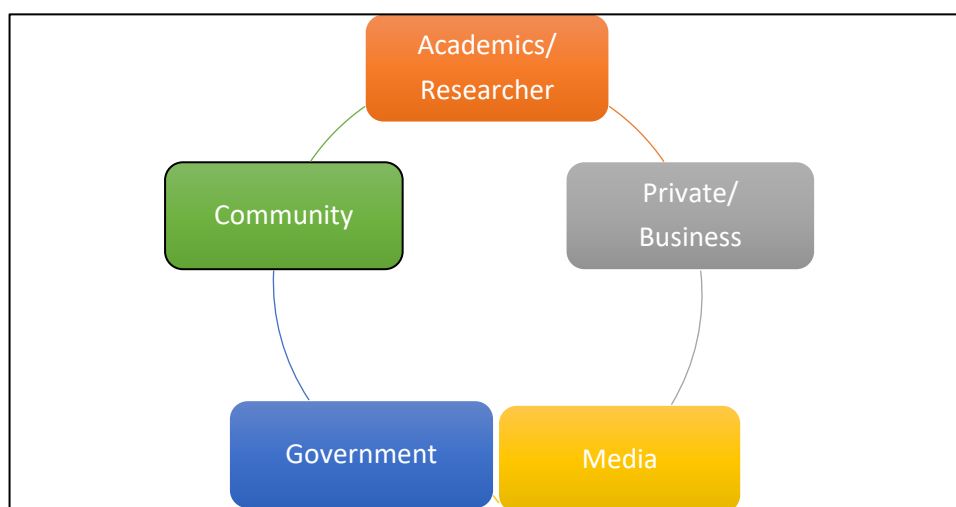 Academics/
Researcher
Community
Private/
Business
Government
Media